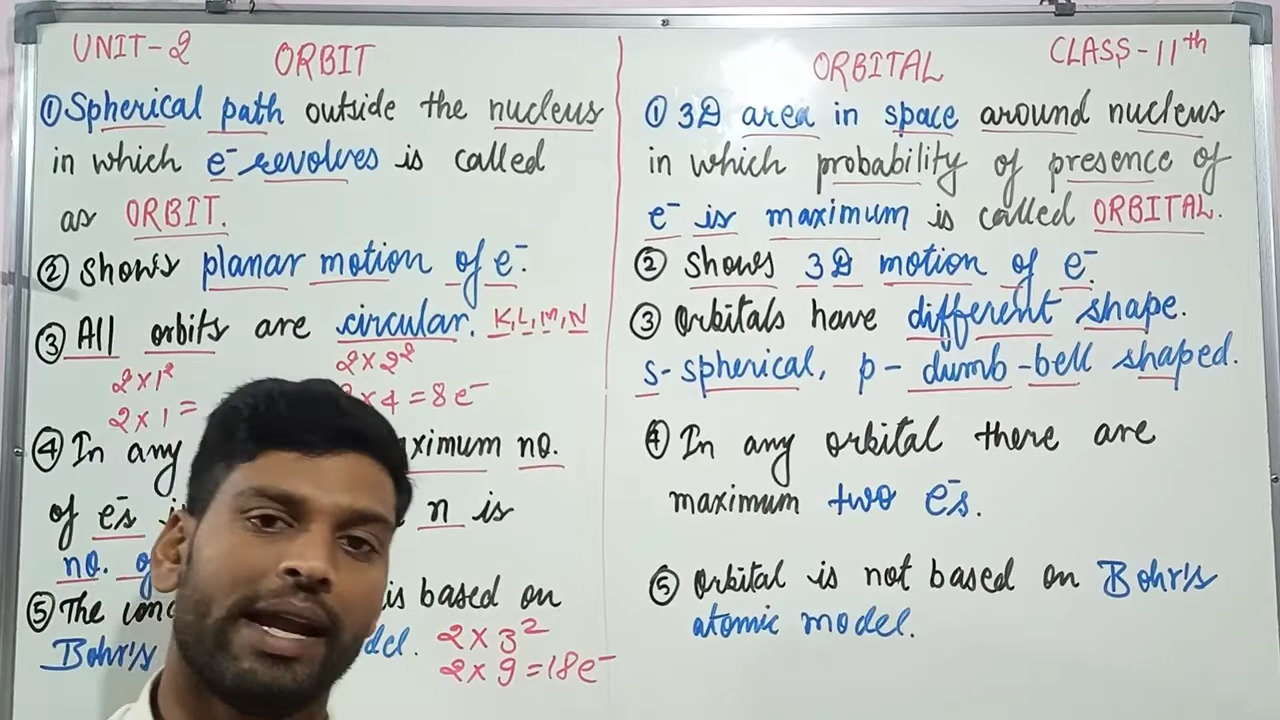 UNIT-2 ORBIT
① Spherical path outside the nucleus
in which e⁻ revolves is called
as ORBIT.
② shows planar motion of e⁻.
③ All orbits are circular. K, L, M, N
2×1² 2×2²
2×1= ×4=8e⁻
④ In any aximum no.
of e⁻s n is
no.
⑤ The is based on
Bohr's del. 2×3²
2×9=18e⁻
ORBITAL CLASS-11th
① 3D area in space around nucleus
in which probability of presence of
e⁻ is maximum is called ORBITAL.
② shows 3D motion of e⁻.
③ Orbitals have different shape.
s-spherical, p-dumb-bell shaped.
④ In any orbital there are
maximum two e⁻s.
⑤ Orbital is not based on Bohr's
atomic model.